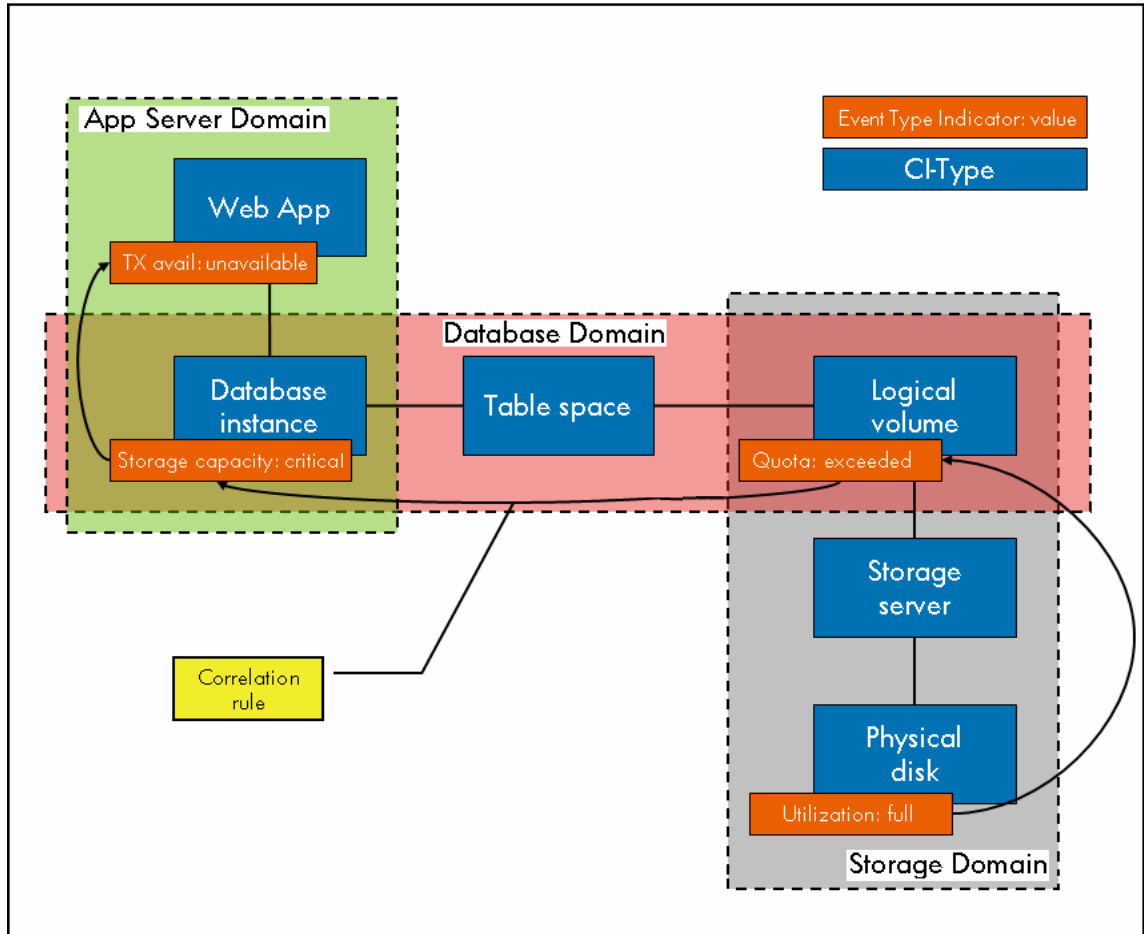 App Server Domain
Event Type Indicator: value
CI-Type
Web App
TX avail: unavailable
Database Domain
Database
instance
Table space
Logical
volume
Storage capacity: critical
Quota: exceeded
Storage
server
Correlation
rule
Physical
disk
Utilization: full
Storage Domain